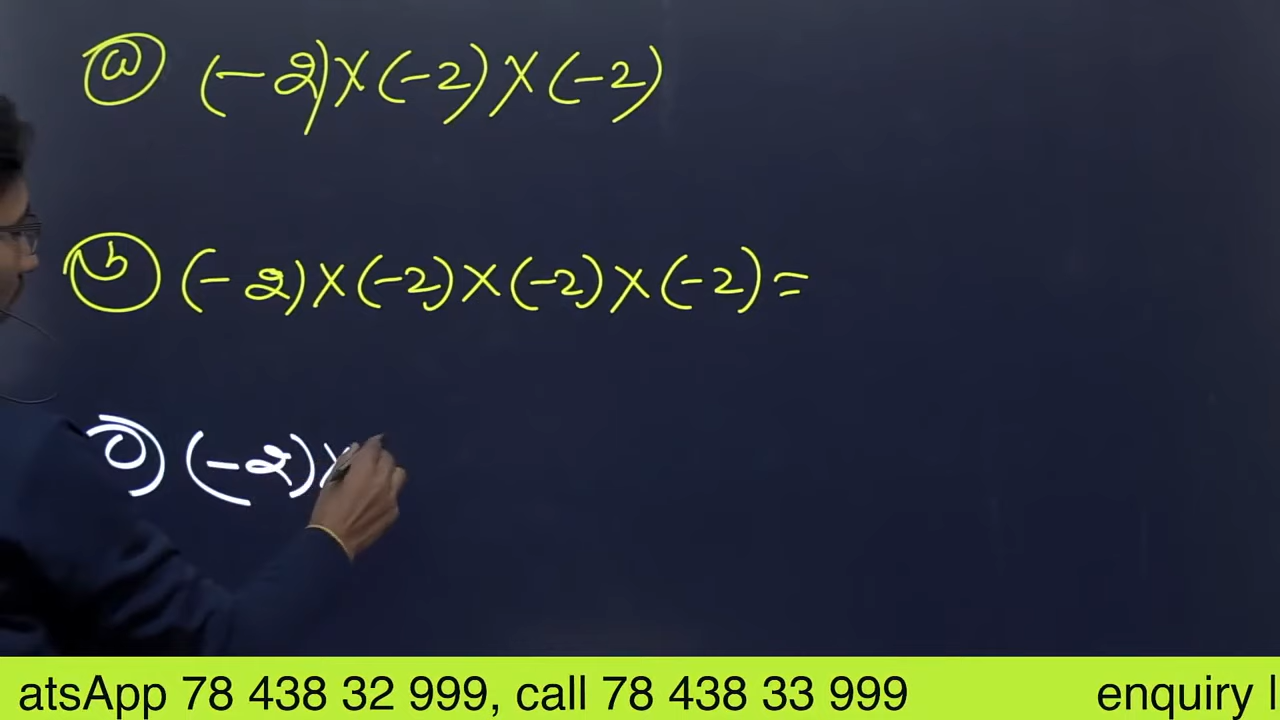 (a) (-2)×(-2)×(-2)
(b) (-2)×(-2)×(-2)×(-2)=
c) (-2)×
atsApp 78 438 32 999, call 78 438 33 999 enquiry l